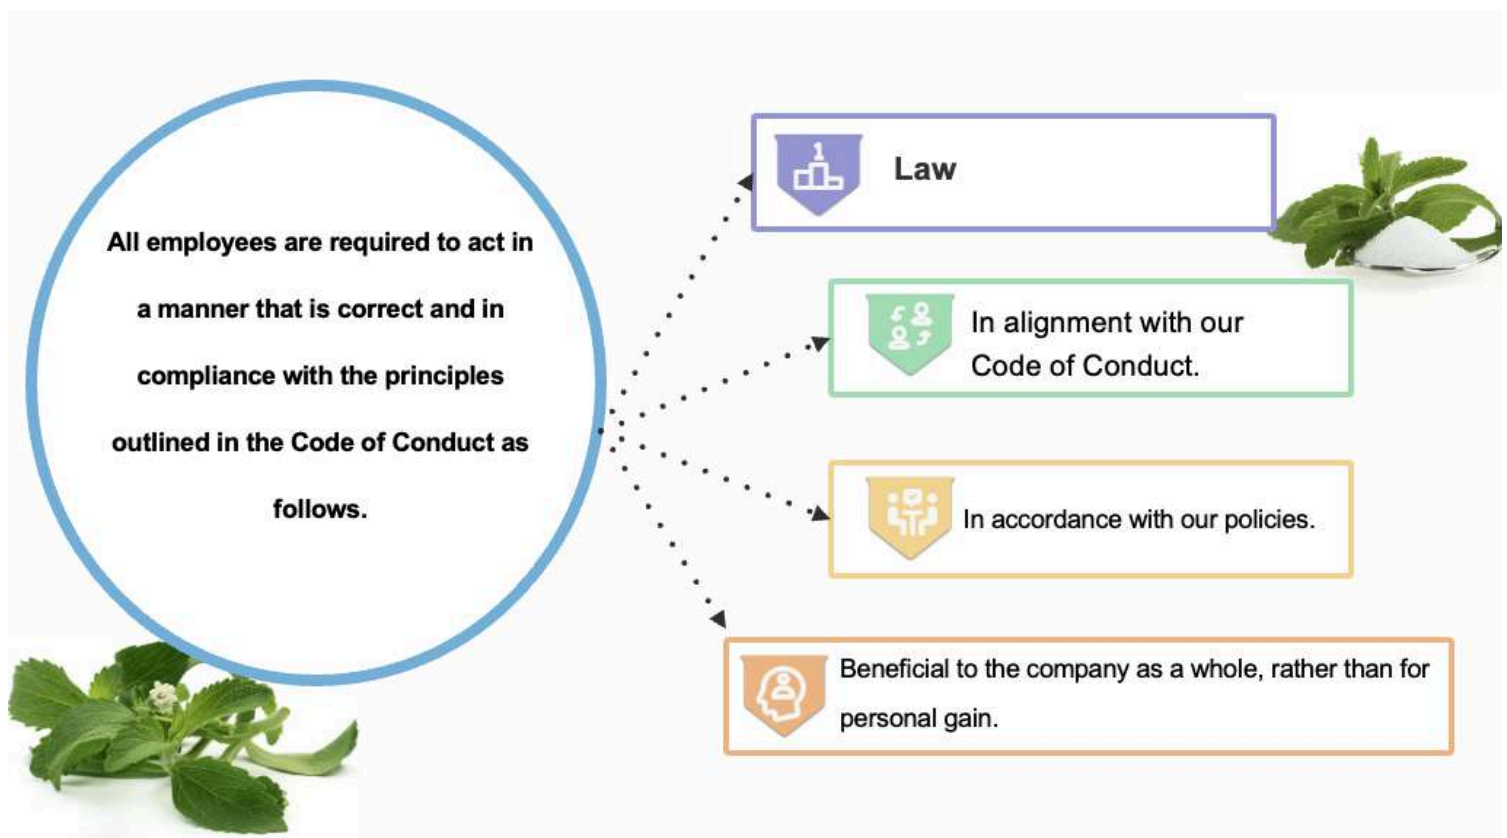 All employees are required to act in
a manner that is correct and in
compliance with the principles
outlined in the Code of Conduct as
follows.
1
Law
In alignment with our
Code of Conduct.
In accordance with our policies.
Beneficial to the company as a whole, rather than for
personal gain.